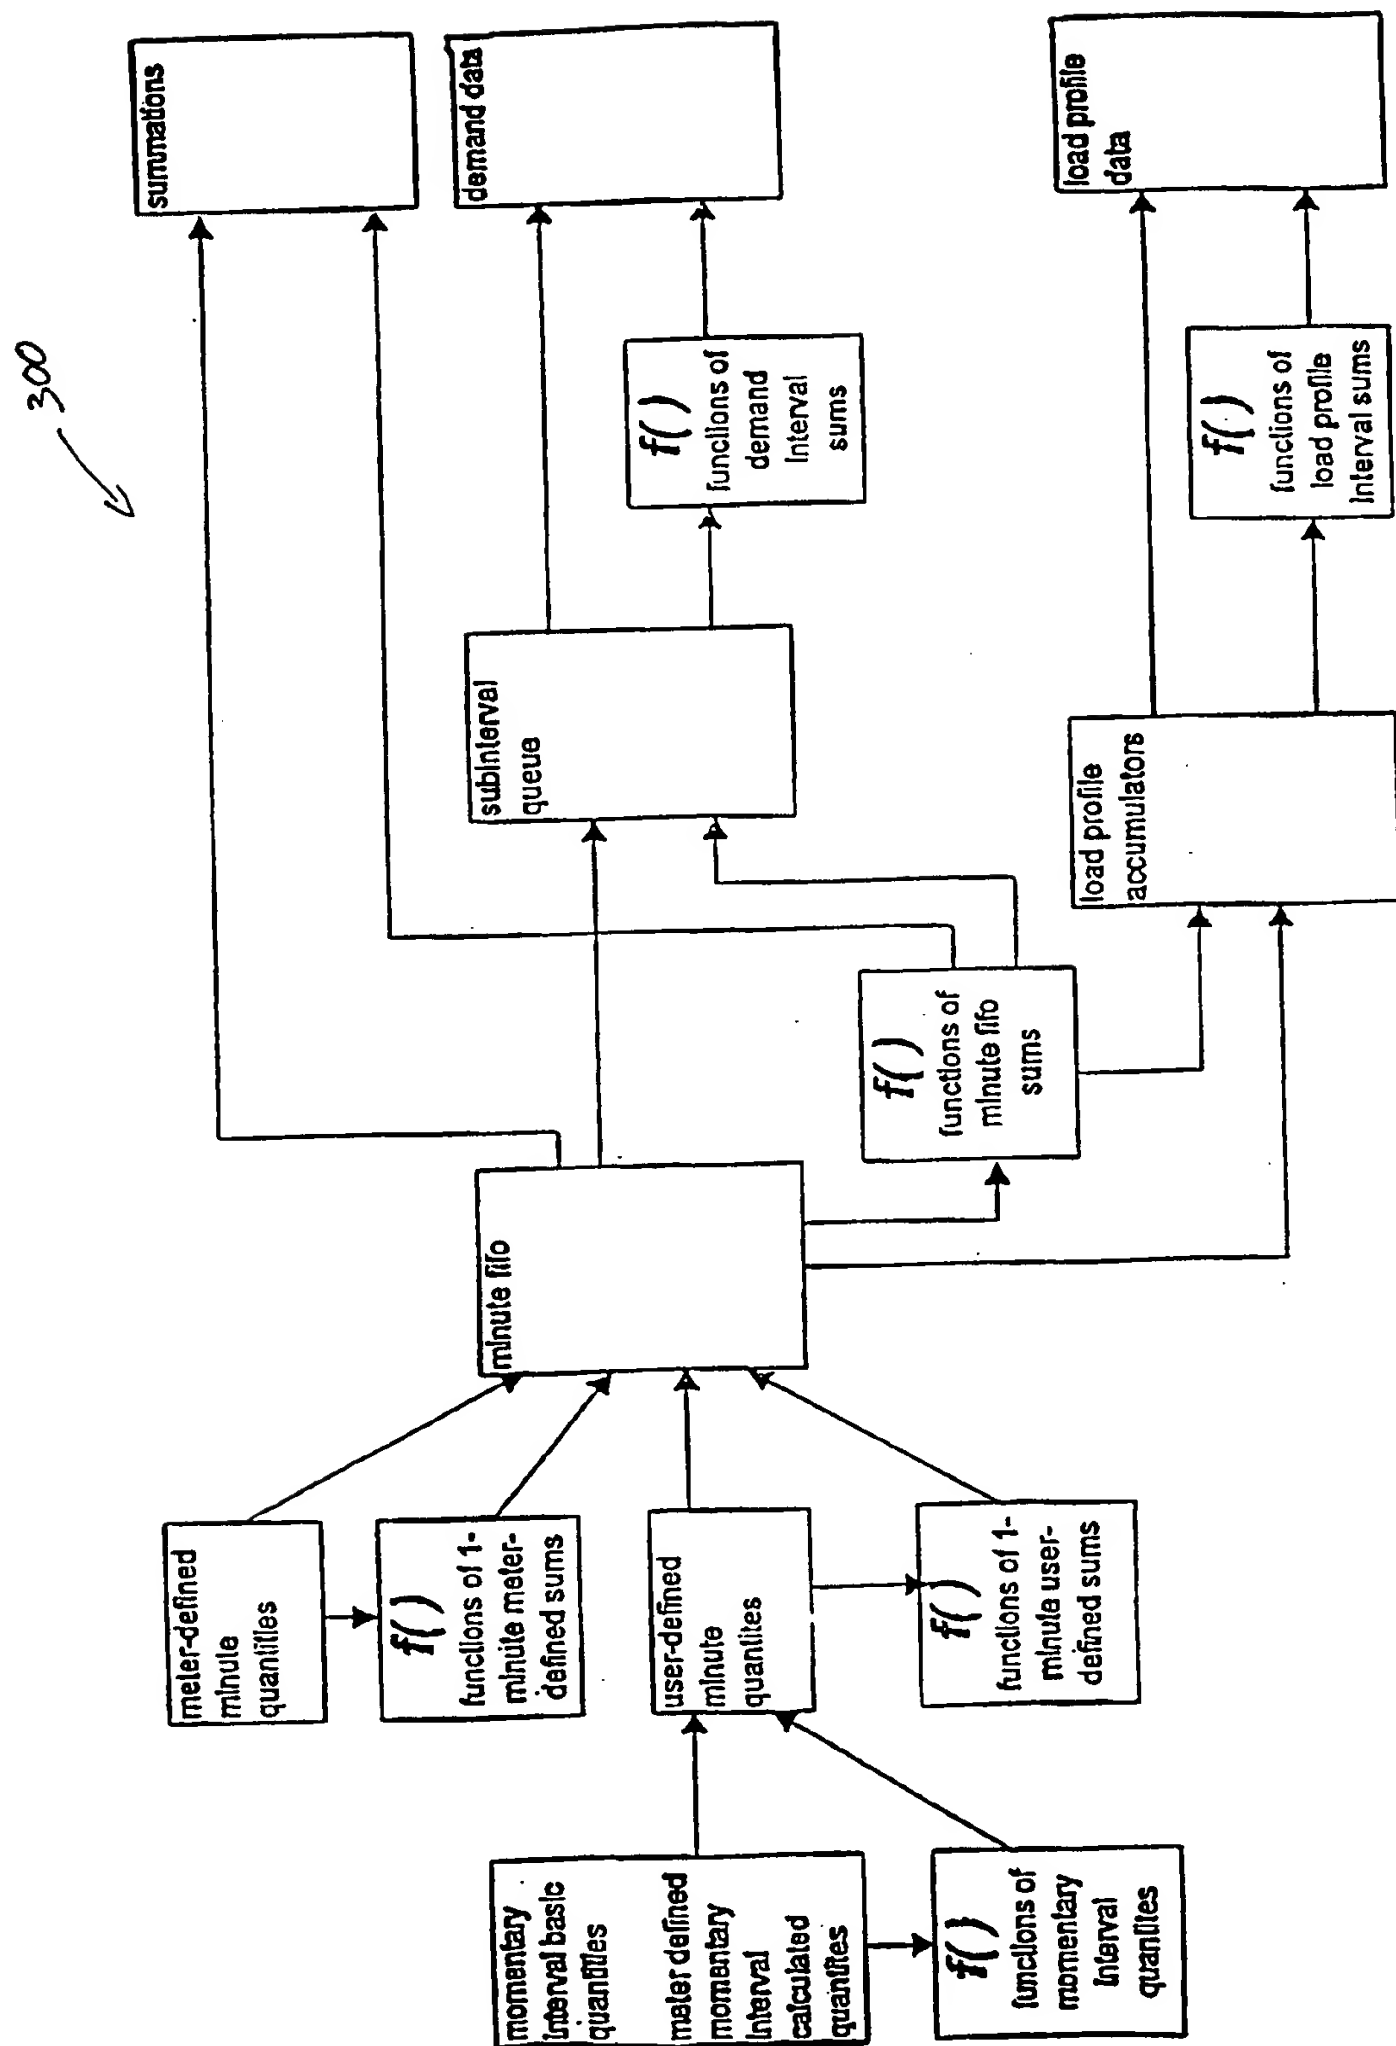 300
momentary
Interval basic
quantities
meter defined
momentary
Interval
calculated
quantites
f()
functions of
momentary
Interval
quantites
meter-defined
minute
quantities
f()
functions of 1-
minute meter-
defined sums
user-defined
minute
quantites
f()
functions of 1-
minute user-
defined sums
minute fifo
f()
functions of
minute fifo
sums
subinterval
queue
load profile
accumulators
f()
functions of
demand
Interval
sums
f()
functions of
load profile
Interval sums
summations
demand data
load profile
data